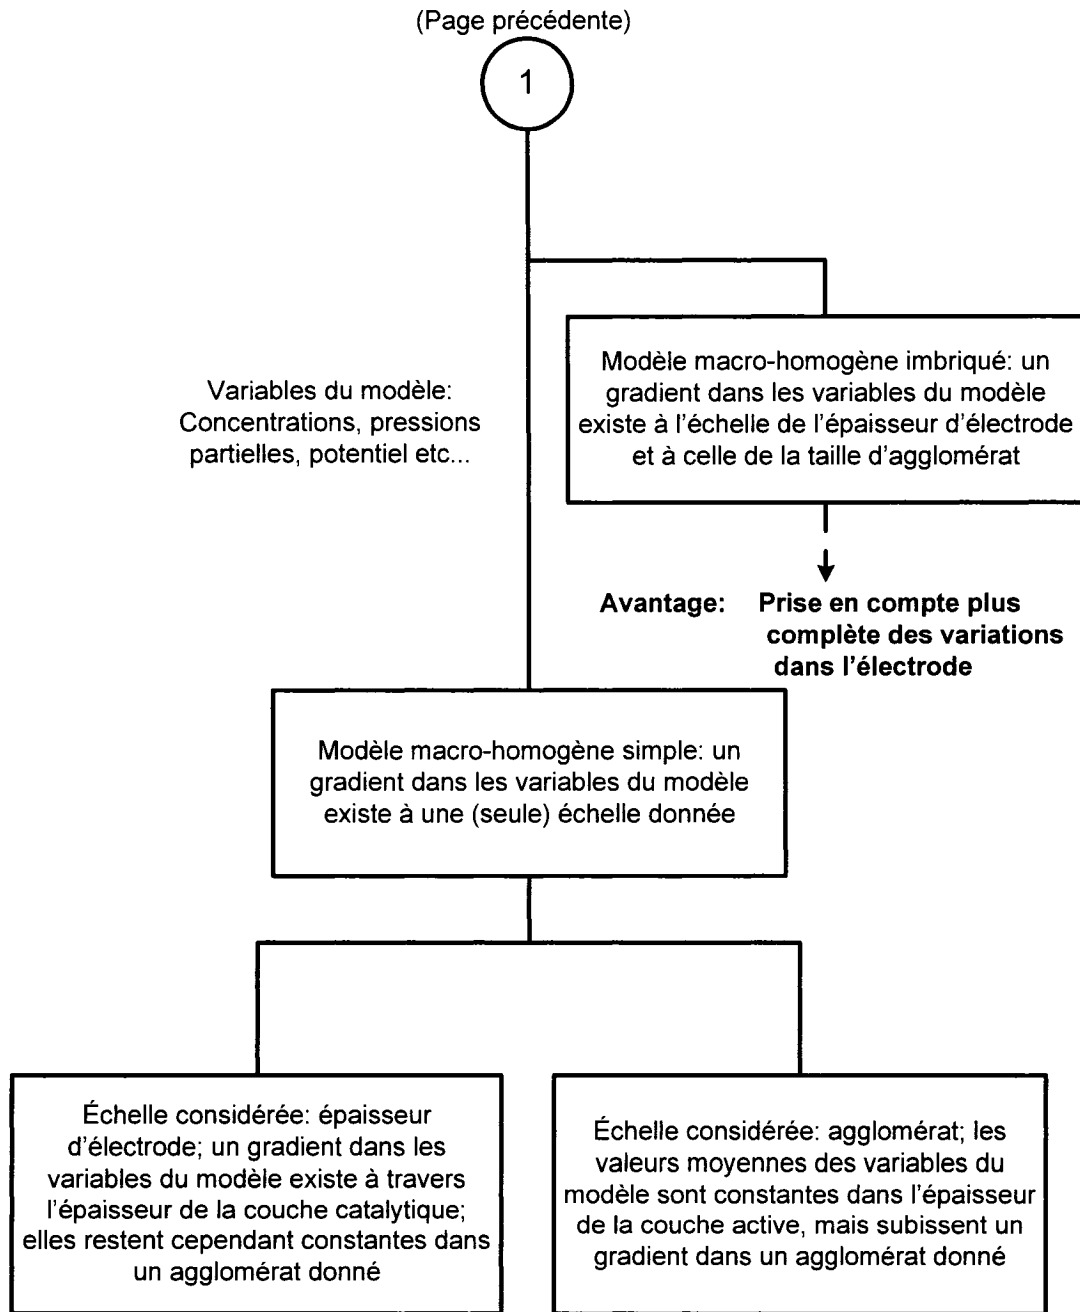 (Page précédente)
1
Modèle macro-homogène imbriqué: un
gradient dans les variables du modèle
existe à l'échelle de l'épaisseur d'électrode
et à celle de la taille d'agglomérat
Variables du modèle:
Concentrations, pressions
partielles, potentiel etc...
Avantage: Prise en compte plus
complète des variations
dans l'électrode
Modèle macro-homogène simple: un
gradient dans les variables du modèle
existe à une (seule) échelle donnée
Échelle considérée: épaisseur
d'électrode; un gradient dans les
variables du modèle existe à travers
l'épaisseur de la couche catalytique;
elles restent cependant constantes dans
un agglomérat donné
Échelle considérée: agglomérat; les
valeurs moyennes des variables du
modèle sont constantes dans l'épaisseur
de la couche active, mais subissent un
gradient dans un agglomérat donné